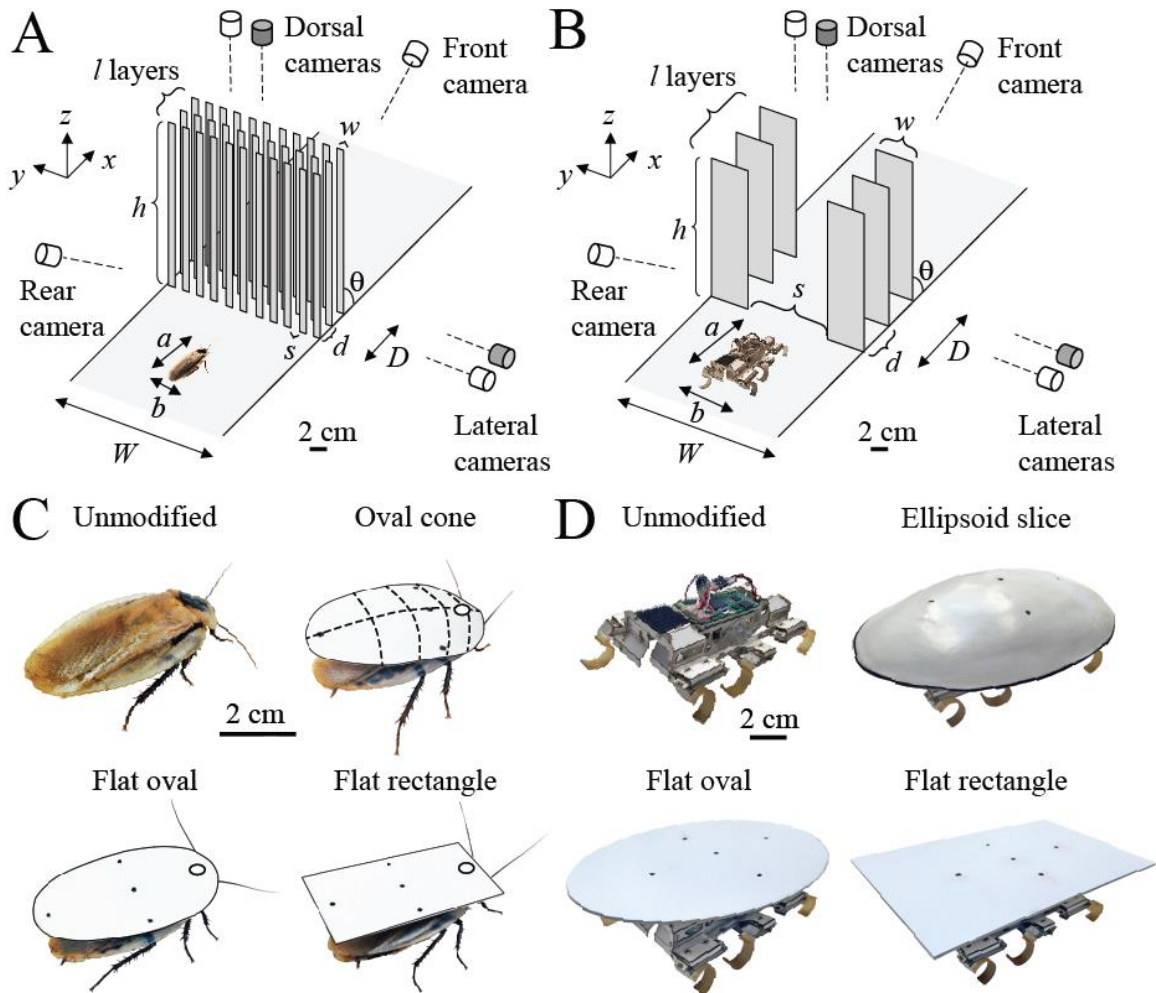 A
Dorsal
cameras
Front
camera
l layers
w
z
x
y
h
θ
Rear
camera
a
s
d
D
b
2 cm
Lateral
cameras
W
B
Dorsal
cameras
Front
camera
l layers
w
z
x
y
h
θ
s
Rear
camera
a
d
D
b
2 cm
Lateral
cameras
W
C
Unmodified
Oval cone
2 cm
Flat oval
Flat rectangle
D
Unmodified
Ellipsoid slice
2 cm
Flat oval
Flat rectangle